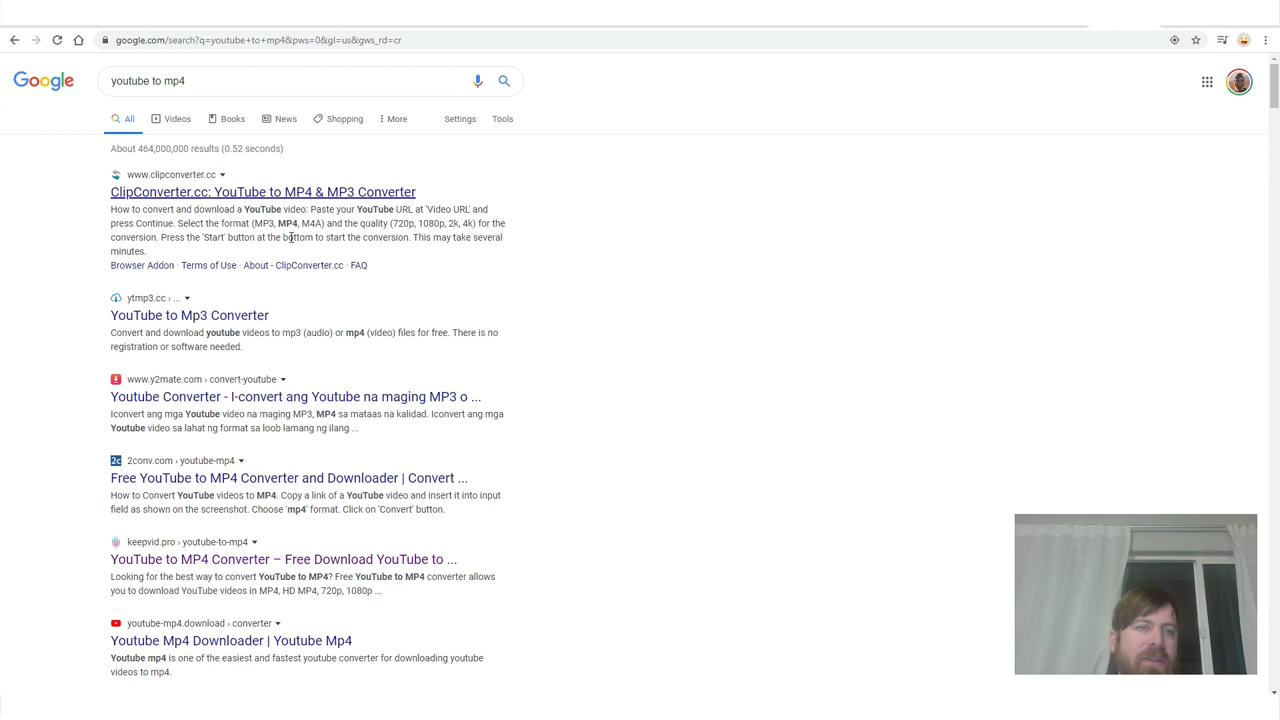 google.com/search?q=youtube+to+mp4&pws=0&gl=us&gws_rd=cr
Google
youtube to mp4
All
Videos
Books
News
Shopping
More
Settings
Tools
About 464,000,000 results (0.52 seconds)
www.clipconverter.cc
ClipConverter.cc: YouTube to MP4 & MP3 Converter
How to convert and download a YouTube video: Paste your YouTube URL at 'Video URL' and
press Continue. Select the format (MP3, MP4, M4A) and the quality (720p, 1080p, 2k, 4k) for the
conversion. Press the 'Start' button at the bottom to start the conversion. This may take several
minutes.
Browser Addon · Terms of Use · About - ClipConverter.cc · FAQ
ytmp3.cc › ...
YouTube to Mp3 Converter
Convert and download youtube videos to mp3 (audio) or mp4 (video) files for free. There is no
registration or software needed.
www.y2mate.com › convert-youtube
Youtube Converter - I-convert ang Youtube na maging MP3 o ...
Iconvert ang mga Youtube video na maging MP3, MP4 sa mataas na kalidad. Iconvert ang mga
Youtube video sa lahat ng format sa loob lamang ng ilang ...
2c 2conv.com › youtube-mp4
Free YouTube to MP4 Converter and Downloader | Convert ...
How to Convert YouTube videos to MP4. Copy a link of a YouTube video and insert it into input
field as shown on the screenshot. Choose 'mp4' format. Click on 'Convert' button.
keepvid.pro › youtube-to-mp4
YouTube to MP4 Converter – Free Download YouTube to ...
Looking for the best way to convert YouTube to MP4? Free YouTube to MP4 converter allows
you to download YouTube videos in MP4, HD MP4, 720p, 1080p ...
youtube-mp4.download › converter
Youtube Mp4 Downloader | Youtube Mp4
Youtube mp4 is one of the easiest and fastest youtube converter for downloading youtube
videos to mp4.